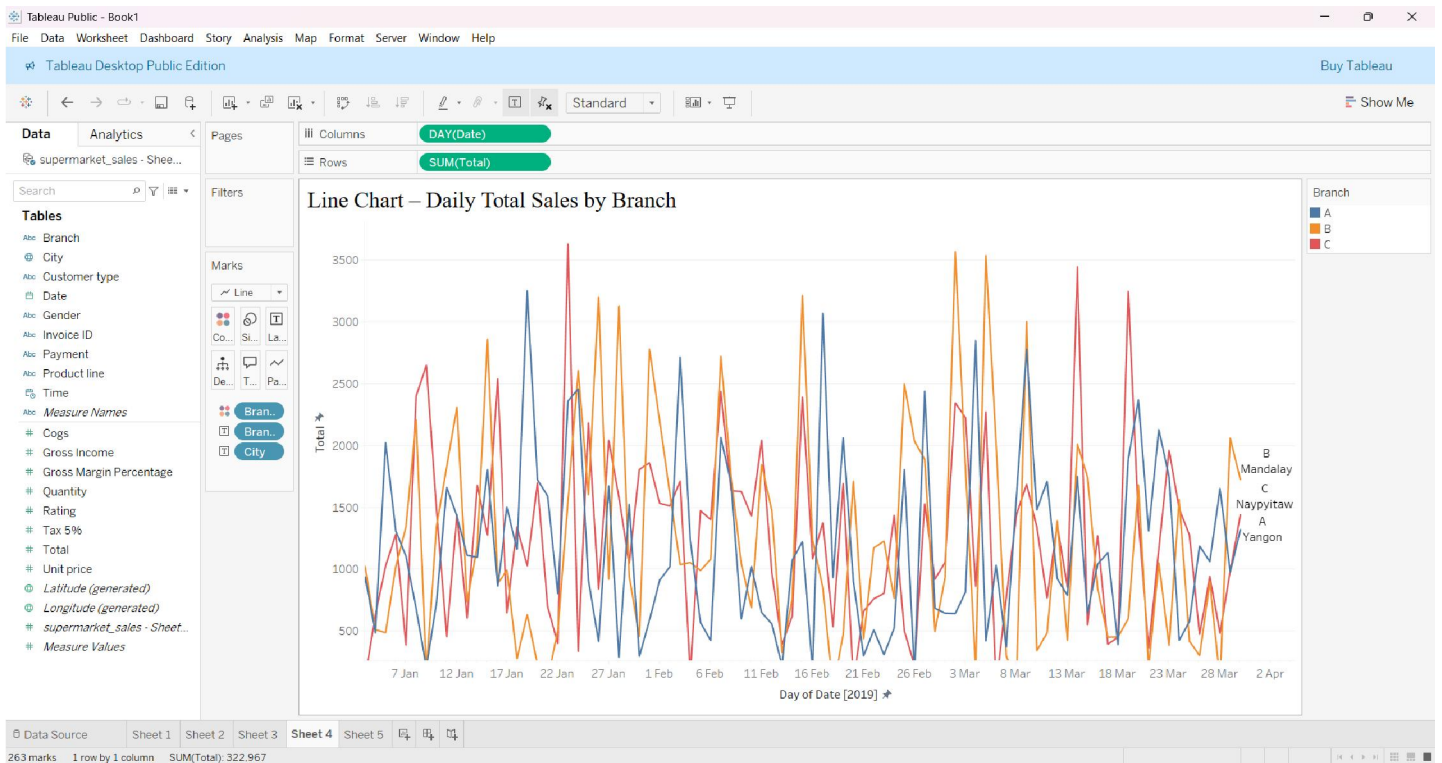 Tableau Public - Book1
File Data Worksheet Dashboard Story Analysis Map Format Server Window Help
Tableau Desktop Public Edition
Buy Tableau
Standard
Show Me
Data Analytics
supermarket_sales - Shee...
Search
Tables
Abc Branch
City
Abc Customer type
Date
Abc Gender
Abc Invoice ID
Abc Payment
Abc Product line
Time
Abc Measure Names
# Cogs
# Gross Income
# Gross Margin Percentage
# Quantity
# Rating
# Tax 5%
# Total
# Unit price
Latitude (generated)
Longitude (generated)
# supermarket_sales - Sheet...
# Measure Values
Pages
Filters
Marks
Line
Co... Si... La...
De... T... Pa...
Bran..
Bran..
City
Columns
DAY(Date)
Rows
SUM(Total)
Line Chart – Daily Total Sales by Branch
3500
3000
2500
2000
1500
1000
500
Total
7 Jan 12 Jan 17 Jan 22 Jan 27 Jan 1 Feb 6 Feb 11 Feb 16 Feb 21 Feb 26 Feb 3 Mar 8 Mar 13 Mar 18 Mar 23 Mar 28 Mar 2 Apr
Day of Date [2019]
B
Mandalay
C
Naypyitaw
A
Yangon
Branch
A
B
C
Data Source Sheet 1 Sheet 2 Sheet 3 Sheet 4 Sheet 5
263 marks 1 row by 1 column SUM(Total): 322,967